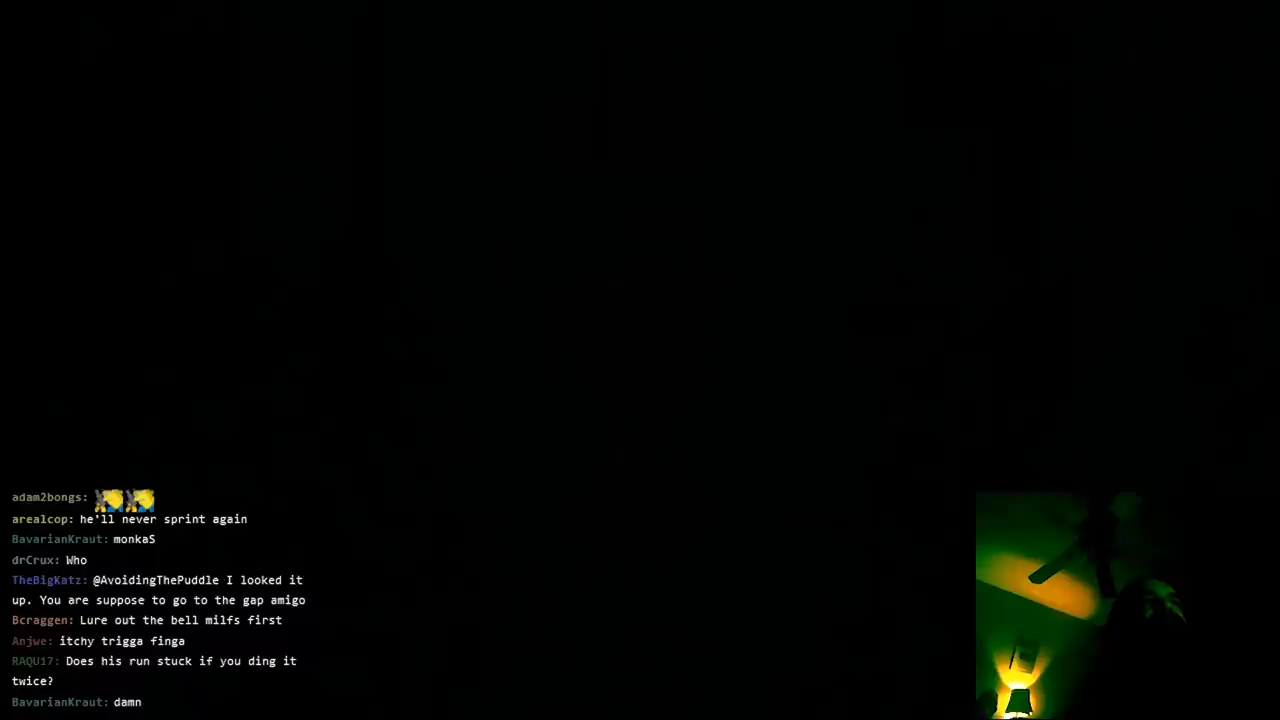 adam2bongs:
arealcop: he'll never sprint again
BavarianKraut: monkaS
drCrux: Who
TheBigKatz: @AvoidingThePuddle I looked it
up. You are suppose to go to the gap amigo
Bcraggen: Lure out the bell milfs first
Anjwe: itchy trigga finga
RAQU17: Does his run stuck if you ding it
twice?
BavarianKraut: damn